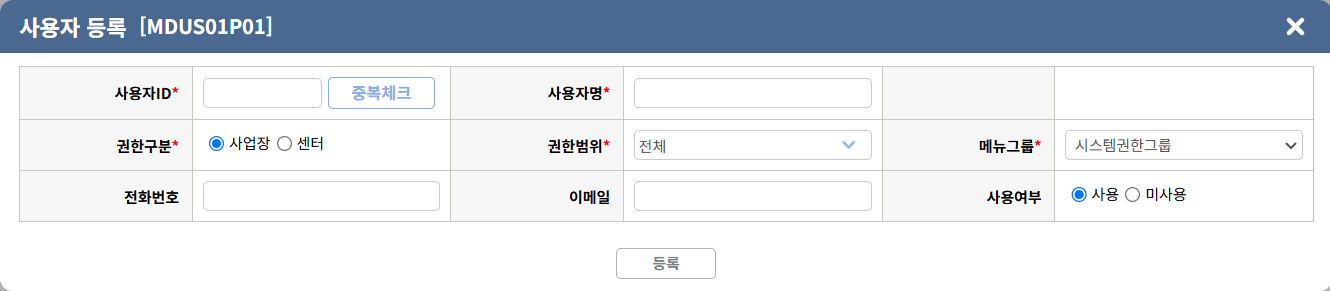 사용자 등록 [MDUS01P01]
사용자ID* 중복체크 사용자명*
권한구분* 사업장 센터 권한범위* 전체 메뉴그룹* 시스템권한그룹
전화번호 이메일 사용여부 사용 미사용
등록